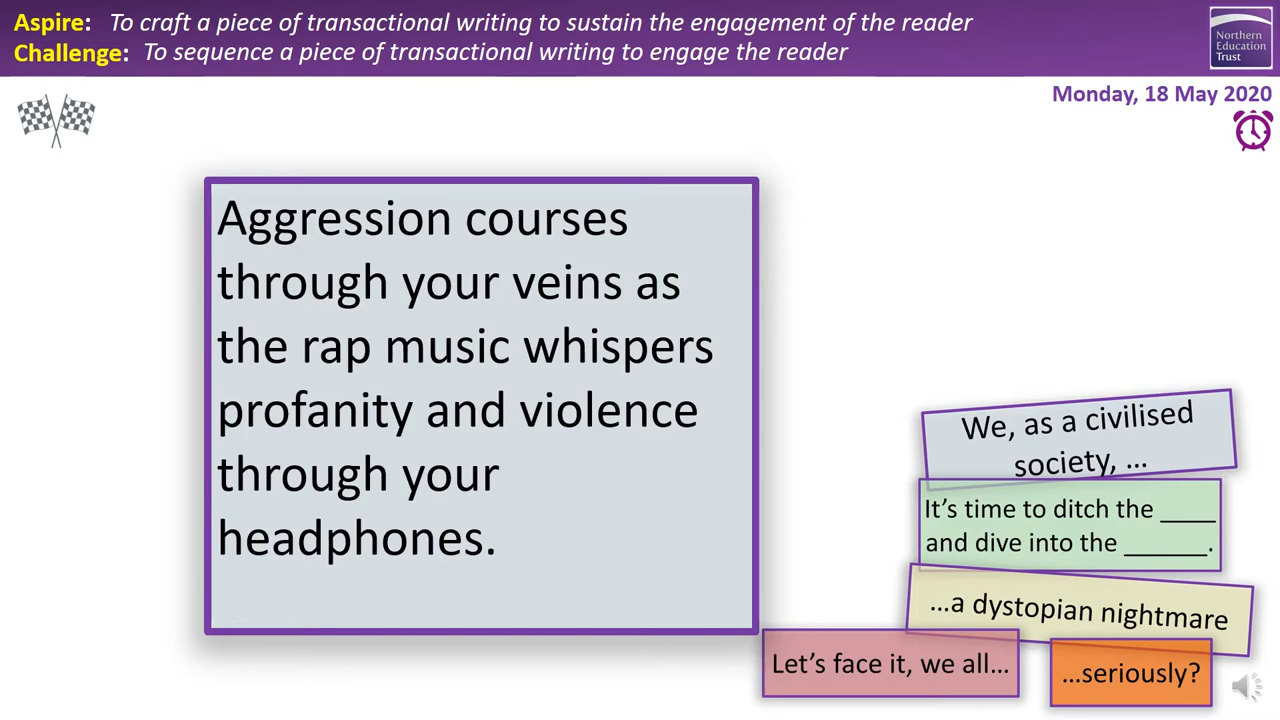 Aspire: To craft a piece of transactional writing to sustain the engagement of the reader
Challenge: To sequence a piece of transactional writing to engage the reader
Northern
Education
Trust
Monday, 18 May 2020
Aggression courses
through your veins as
the rap music whispers
profanity and violence
through your
headphones.
We, as a civilised
society, ...
It's time to ditch the ____
and dive into the ______.
...a dystopian nightmare
Let's face it, we all...
...seriously?